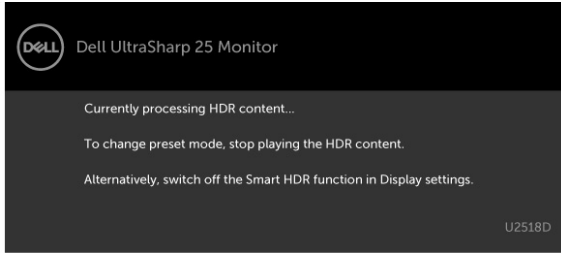 DELL
Dell UltraSharp 25 Monitor
Currently processing HDR content...
To change preset mode, stop playing the HDR content.
Alternatively, switch off the Smart HDR function in Display settings.
U2518D